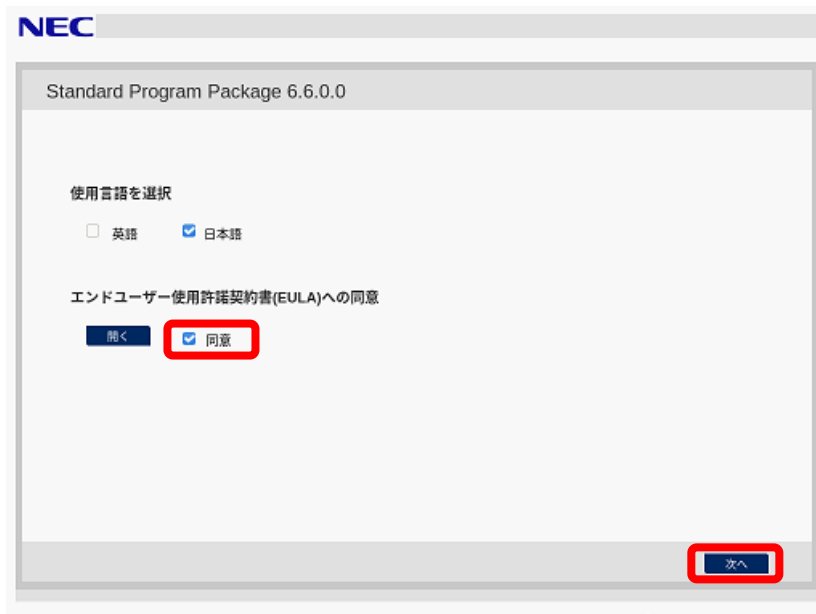 NEC
Standard Program Package 6.6.0.0
使用言語を選択
英語 日本語
エンドユーザー使用許諾契約書(EULA)への同意
開く 同意
次へ